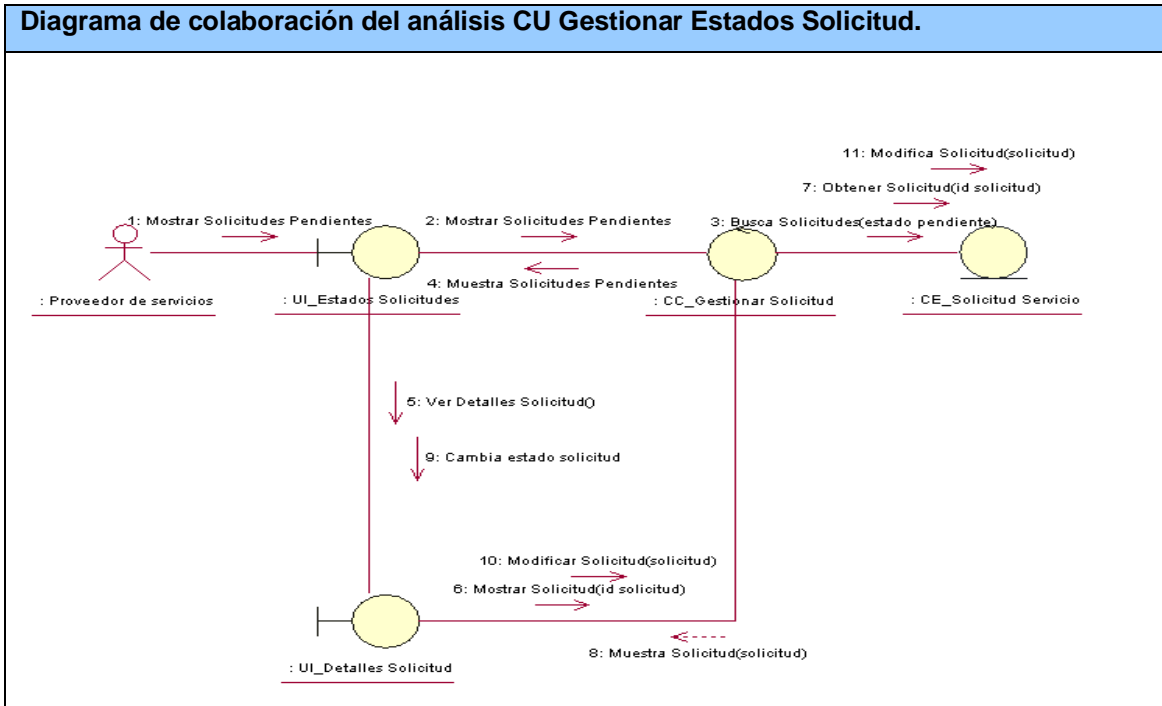 Diagrama de colaboración del análisis CU Gestionar Estados Solicitud.
11: Modifica Solicitud(solicitud)
7: Obtener Solicitud(id solicitud)
1: Mostrar Solicitudes Pendientes
2: Mostrar Solicitudes Pendientes
3: Busca Solicitudes(estado pendiente)
4: Muestra Solicitudes Pendientes
: Proveedor de servicios
: UI_Estados Solicitudes
: CC_Gestionar Solicitud
: CE_Solicitud Servicio
5: Ver Detalles Solicitud()
9: Cambia estado solicitud
10: Modificar Solicitud(solicitud)
6: Mostrar Solicitud(id solicitud)
8: Muestra Solicitud(solicitud)
: UI_Detalles Solicitud